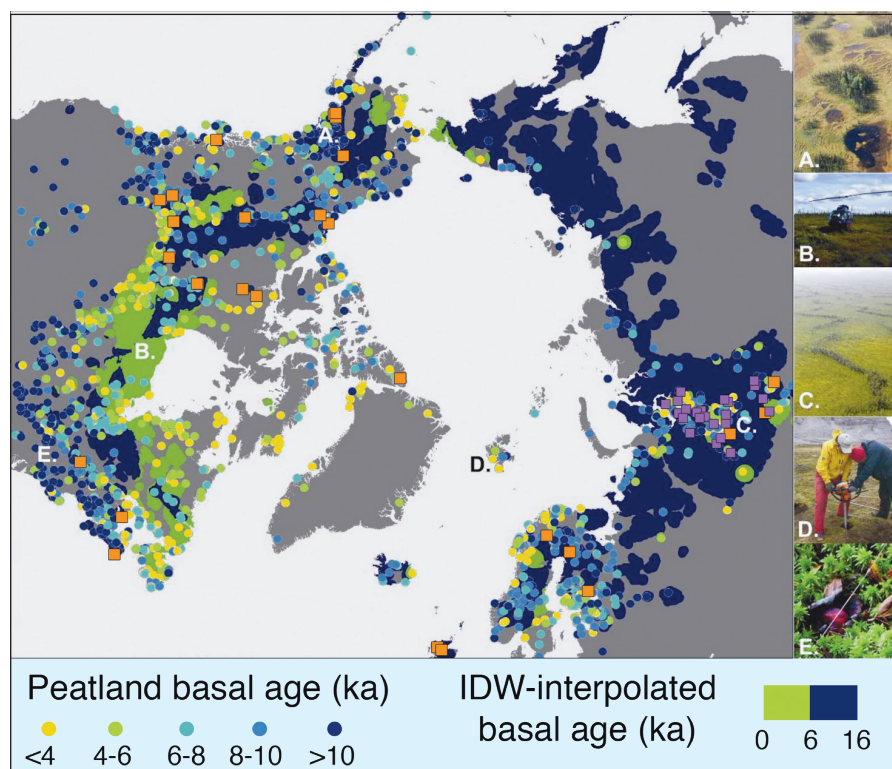 A.
B.
E.
D.
C.
A.
B.
C.
D.
E.
Peatland basal age (ka)
<4 4-6 6-8 8-10 >10
IDW-interpolated
basal age (ka)
0 6 16